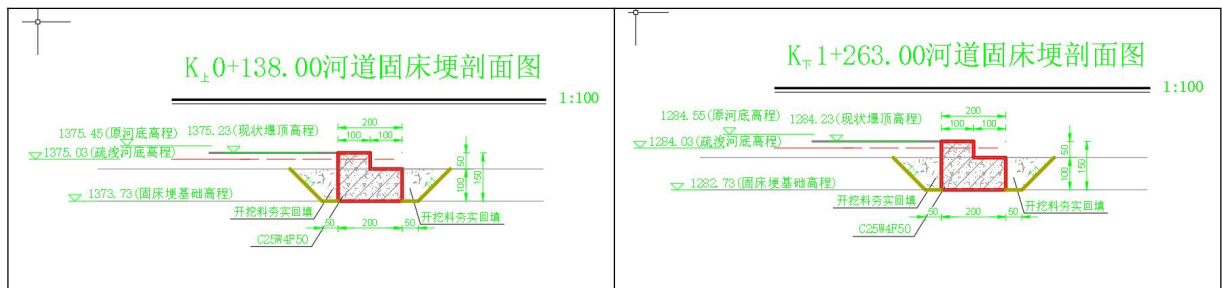 K上0+138.00河道固床埂剖面图
1:100
1375.45(原河底高程)
1375.23(现状堰顶高程)
1375.03(疏浚河底高程)
1373.73(固床埂基础高程)
200
100
100
50
100
150
开挖料夯实回填
开挖料夯实回填
50
200
50
C25W4F50
K下1+263.00河道固床埂剖面图
1:100
1284.55(原河底高程)
1284.23(现状堰顶高程)
1284.03(疏浚河底高程)
1282.73(固床埂基础高程)
200
100
100
50
100
150
开挖料夯实回填
开挖料夯实回填
50
200
50
C25W4F50